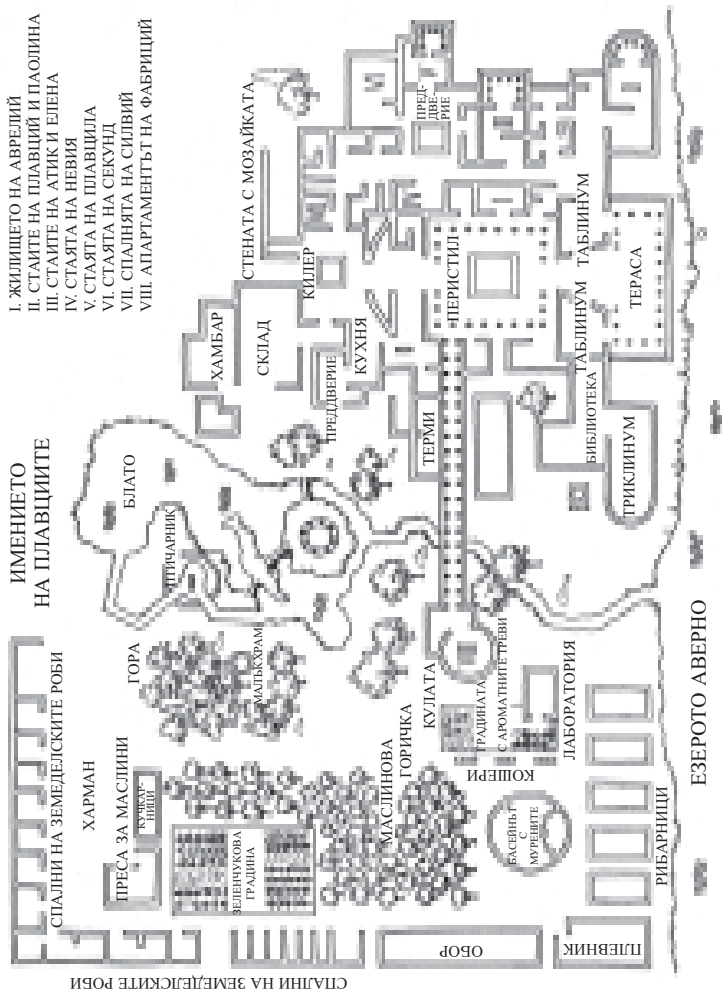 ИМЕНИЕТО
НА ПЛАВЦИИТЕ
I. ЖИЛИЩЕТО НА АВРЕЛИЙ
II. СТАИТЕ НА ПЛАВЦИЙ И ПАОЛИНА
III. СТАИТЕ НА АТИК И ЕЛЕНА
IV. СТАЯТА НА НЕВИЯ
V. СТАЯТА НА ПЛАВЦИЛА
VI. СТАЯТА НА СЕКУНД
VII. СПАЛНЯТА НА СИЛВИЙ
VIII. АПАРТАМЕНТЪТ НА ФАБРИЦИЙ
СПАЛНИ НА ЗЕМЕДЕЛСКИТЕ РОБИ
ХАРМАН
ПРЕСА ЗА МАСЛИНИ
КУЧКАР-
НИЦИ
ЗЕЛЕНЧУКОВА
ГРАДИНА
СПАЛНИ НА ЗЕМЕДЕЛСКИТЕ РОБИ
ОБОР
ПЛЕВНИК
ГОРА
МАЛЪК ХРАМ
БЛАТО
ПТИЧАРНИК
МАСЛИНОВА
ГОРИЧКА
КУЛАТА
ГРАДИНАТА
С АРОМАТНИТЕ ТРЕВИ
КОШЕРИ
ЛАБОРАТОРИЯ
БАСЕЙНЪТ
С
МУРЕНИТЕ
РИБАРНИЦИ
ХАМБАР
СКЛАД
СТЕНАТА С МОЗАЙКАТА
КИЛЕР
ПРЕДДВЕРИЕ
КУХНЯ
ТЕРМИ
ПЕРИСТИЛ
ПРЕД-
ДВЕ-
РИЕ
ТАБЛИНУМ
ТАБЛИНУМ
БИБЛИОТЕКА
ТРИКЛИНУМ
ТЕРАСА
ЕЗЕРОТО АВЕРНО